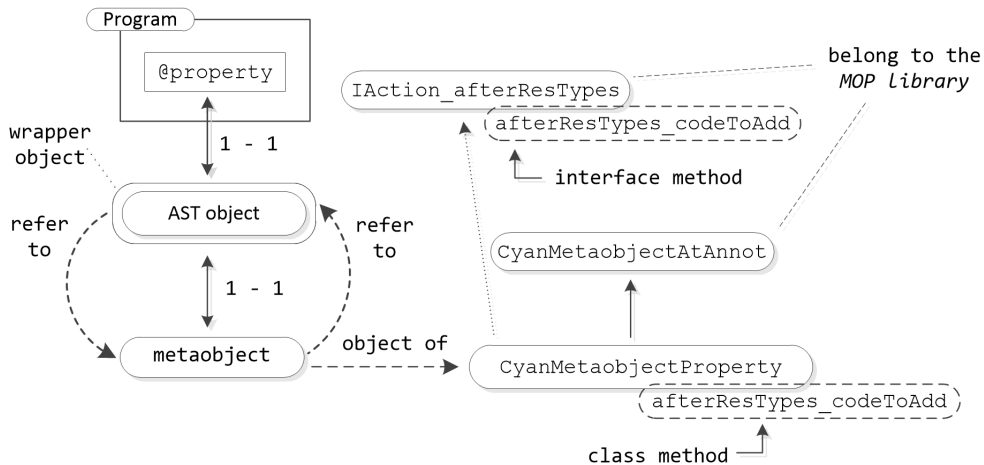 Program
@property
wrapper
object
1 - 1
AST object
refer
to
refer
to
1 - 1
metaobject
object of
IAction_afterResTypes
afterResTypes_codeToAdd
interface method
belong to the
MOP library
CyanMetaobjectAtAnnot
CyanMetaobjectProperty
afterResTypes_codeToAdd
class method